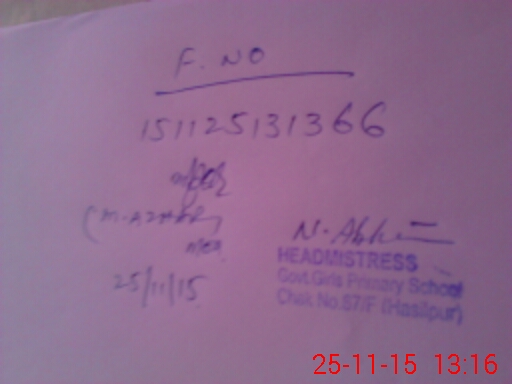 F. NO
151125131366
(M. AZHAR)
25/11/15
HEADMISTRESS
Govt.Girls Primary School
Chak No.57/F (Hasilpur)
25-11-15 13:16